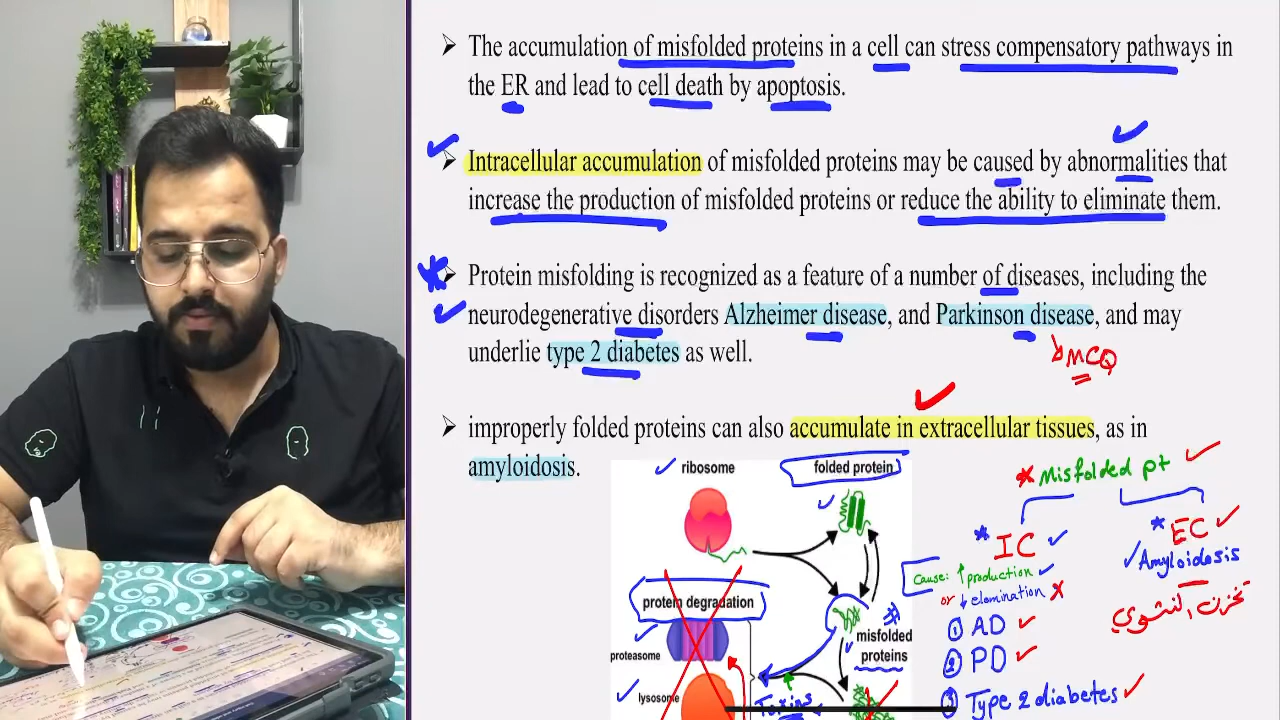 The accumulation of misfolded proteins in a cell can stress compensatory pathways in
the ER and lead to cell death by apoptosis.
Intracellular accumulation of misfolded proteins may be caused by abnormalities that
increase the production of misfolded proteins or reduce the ability to eliminate them.
Protein misfolding is recognized as a feature of a number of diseases, including the
neurodegenerative disorders Alzheimer disease, and Parkinson disease, and may
underlie type 2 diabetes as well.
MCQ
improperly folded proteins can also accumulate in extracellular tissues, as in
amyloidosis.
ribosome
folded protein
protein degradation
proteasome
lysosome
misfolded
proteins
Toxins
Misfolded pt
IC
Cause: ↑ production
or ↓ elamination
① AD
② PD
③ Type 2 diabetes
EC
Amyloidosis
تخزن النشوي